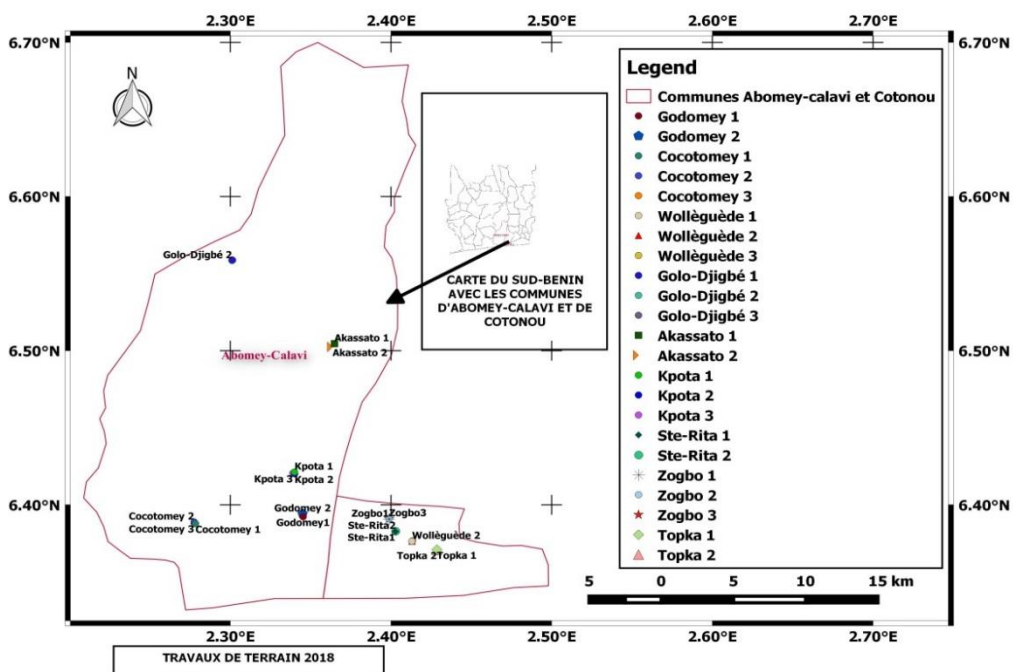 2.30°N 2.40°N 2.50°N 2.60°N 2.70°N
6.70°N 6.70°N
N
Legend
Communes Abomey-calavi et Cotonou
Godomey 1
Godomey 2
Cocotomey 1
Cocotomey 2
Cocotomey 3
Wollèguède 1
Wollèguède 2
Wollèguède 3
Golo-Djigbé 1
Golo-Djigbé 2
Golo-Djigbé 3
Akassato 1
Akassato 2
Kpota 1
Kpota 2
Kpota 3
Ste-Rita 1
Ste-Rita 2
Zogbo 1
Zogbo 2
Zogbo 3
Topka 1
Topka 2
6.60°N 6.60°N
Golo-Djigbé 2
CARTE DU SUD-BENIN
AVEC LES COMMUNES
D'ABOMEY-CALAVI ET DE
COTONOU
Akassato 1
Akassato 2
6.50°N 6.50°N
Abomey-Calavi
Kpota 1
Kpota 3 Kpota 2
6.40°N 6.40°N
Cocotomey 2
Cocotomey 3 Cocotomey 1
Godomey 2
Godomey1
Zogbo1 Zogbo3
Ste-Rita2
Ste-Rita1
Wollèguède 2
Topka 2 Topka 1
5 0 5 10 15 km
2.30°N 2.40°N 2.50°N 2.60°N 2.70°N
TRAVAUX DE TERRAIN 2018